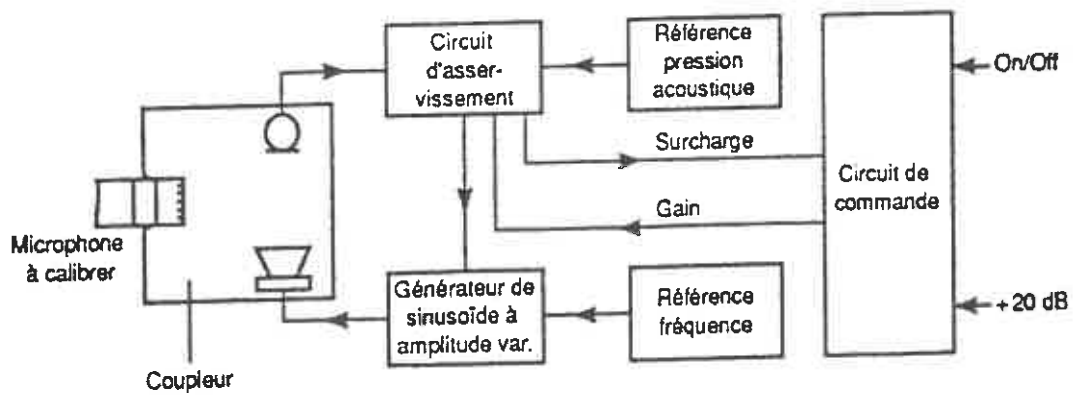 Circuit
d'asser-
vissement
Référence
pression
acoustique
On/Off
Surcharge
Circuit de
commande
Gain
Microphone
à calibrer
Générateur de
sinusoïde à
amplitude var.
Référence
fréquence
+20 dB
Coupleur